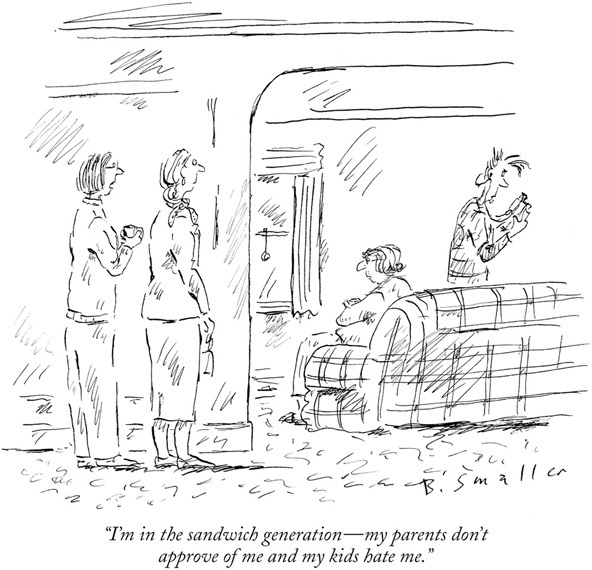 B. Smaller
“I’m in the sandwich generation—my parents don’t
approve of me and my kids hate me.”